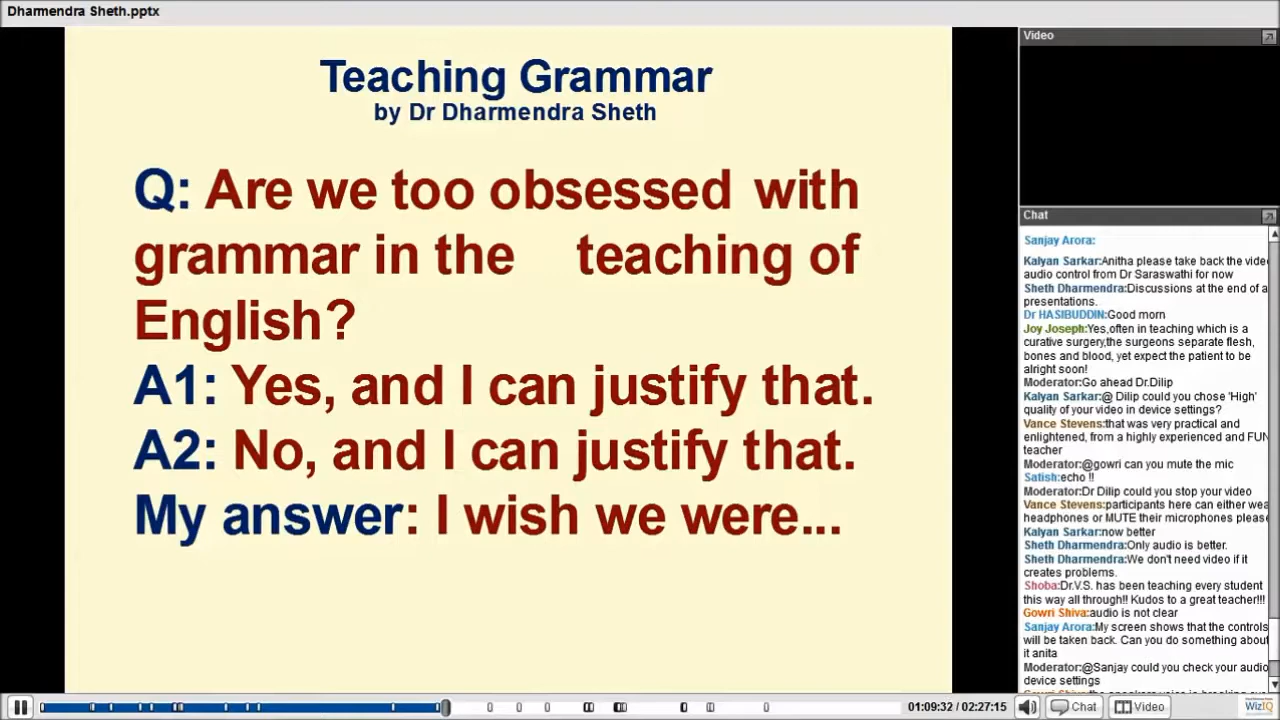 Dharmendra Sheth.pptx
Teaching Grammar
by Dr Dharmendra Sheth
Q: Are we too obsessed with
grammar in the teaching of
English?
A1: Yes, and I can justify that.
A2: No, and I can justify that.
My answer: I wish we were...
Video
Chat
Sanjay Arora:
Kalyan Sarkar:Anitha please take back the vide
audio control from Dr Saraswathi for now
Sheth Dharmendra:Discussions at the end of a
presentations.
Dr HASIBUDDIN:Good morn
Joy Joseph:Yes,often in teaching which is a
curative surgery,the surgeons separate flesh,
bones and blood, yet expect the patient to be
alright soon!
Moderator:Go ahead Dr.Dilip
Kalyan Sarkar:@ Dilip could you chose 'High'
quality of your video in device settings?
Vance Stevens:that was very practical and
enlightened, from a highly experienced and FUN
teacher
Moderator:@gowri can you mute the mic
Satish:echo !!
Moderator:Dr Dilip could you stop your video
Vance Stevens:participants here can either wea
headphones or MUTE their microphones please
Kalyan Sarkar:now better
Sheth Dharmendra:Only audio is better.
Sheth Dharmendra:We don't need video if it
creates problems.
Shoba:Dr.V.S. has been teaching every student
this way all through!! Kudos to a great teacher!!!
Gowri Shiva:audio is not clear
Sanjay Arora:My screen shows that the controls
will be taken back. Can you do something about
it anita
Moderator:@Sanjay could you check your audio
device settings
01:09:32 / 02:27:15
Chat
Video
WizIQ